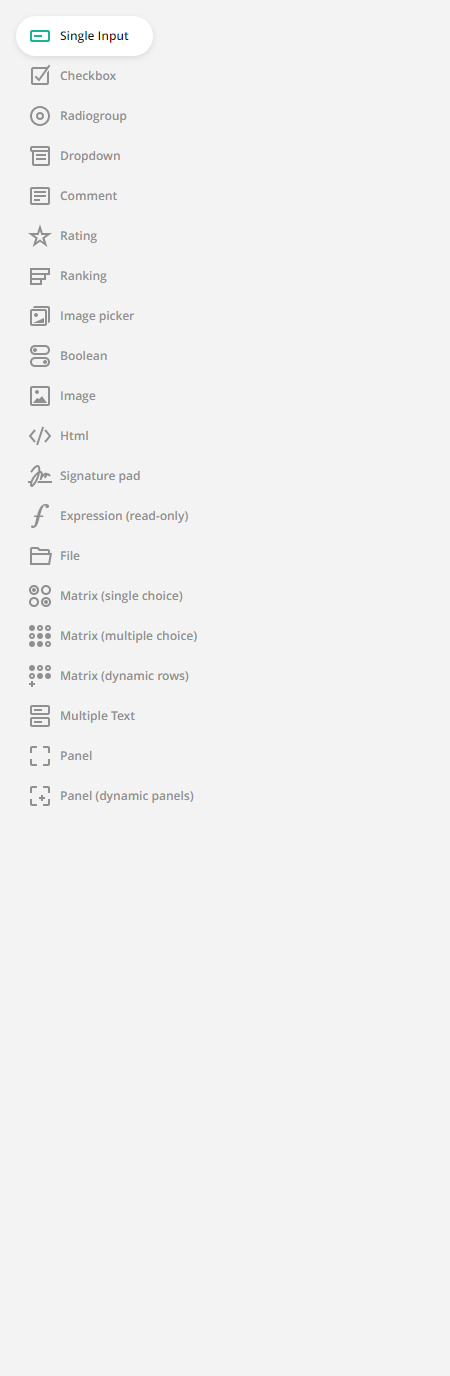 Single Input
Checkbox
Radiogroup
Dropdown
Comment
Rating
Ranking
Image picker
Boolean
Image
Html
Signature pad
Expression (read-only)
File
Matrix (single choice)
Matrix (multiple choice)
Matrix (dynamic rows)
Multiple Text
Panel
Panel (dynamic panels)